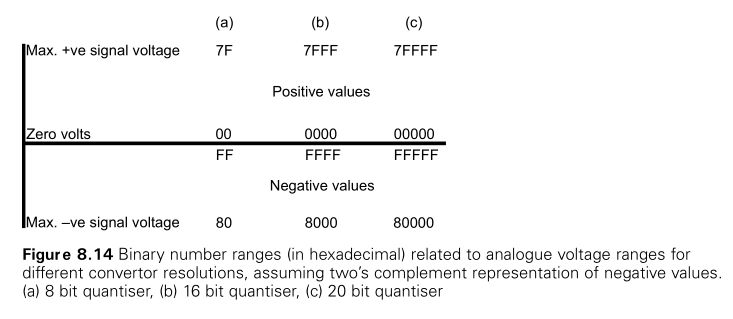 (a) (b) (c)
Max. +ve signal voltage 7F 7FFF 7FFFF
Positive values
Zero volts 00 0000 00000
FF FFFF FFFFF
Negative values
Max. –ve signal voltage 80 8000 80000
Figure 8.14 Binary number ranges (in hexadecimal) related to analogue voltage ranges for
different convertor resolutions, assuming two's complement representation of negative values.
(a) 8 bit quantiser, (b) 16 bit quantiser, (c) 20 bit quantiser